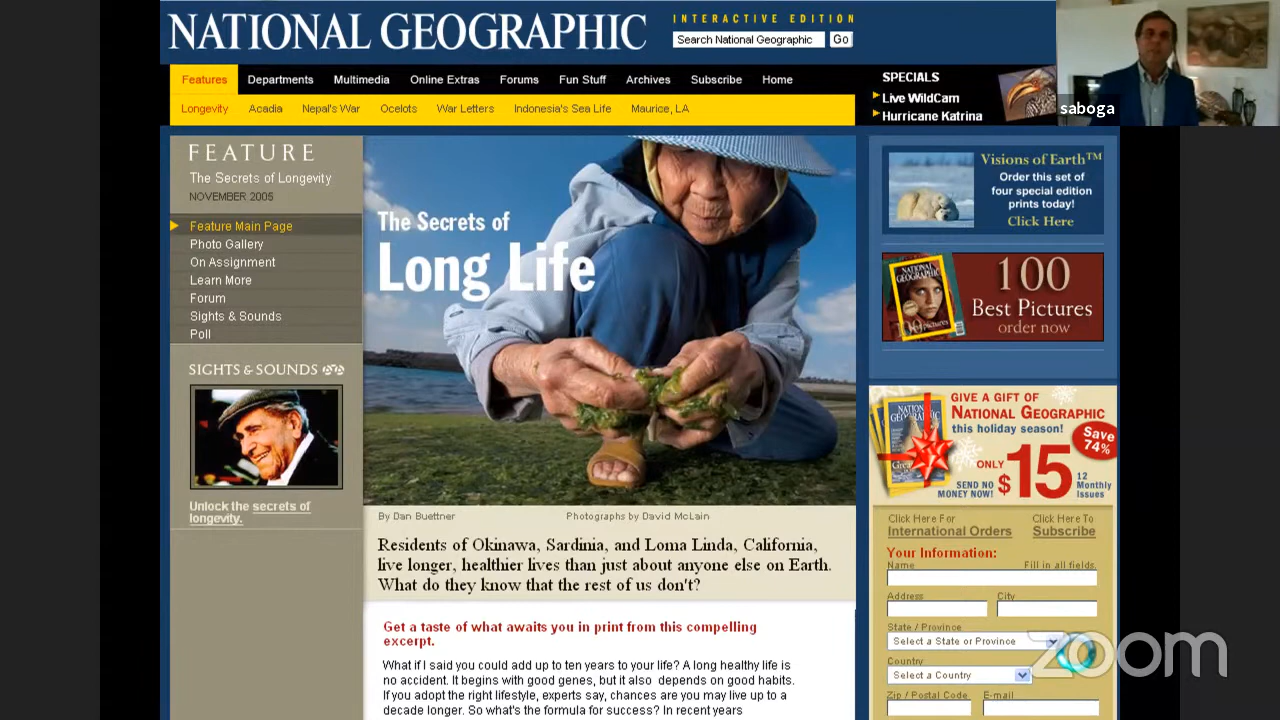 NATIONAL GEOGRAPHIC
INTERACTIVE EDITION
Search National Geographic
Go
Features Departments Multimedia Online Extras Forums Fun Stuff Archives Subscribe Home
Longevity Acadia Nepal's War Ocelots War Letters Indonesia's Sea Life Maurice, LA
SPECIALS
Live WildCam
Hurricane Katrina
saboga
FEATURE
The Secrets of Longevity
NOVEMBER 2005
Feature Main Page
Photo Gallery
On Assignment
Learn More
Forum
Sights & Sounds
Poll
SIGHTS & SOUNDS
Unlock the secrets of
longevity.
The Secrets of
Long Life
By Dan Buettner
Photographs by David McLain
Residents of Okinawa, Sardinia, and Loma Linda, California,
live longer, healthier lives than just about anyone else on Earth.
What do they know that the rest of us don't?
Get a taste of what awaits you in print from this compelling
excerpt.
What if I said you could add up to ten years to your life? A long healthy life is
no accident. It begins with good genes, but it also depends on good habits.
If you adopt the right lifestyle, experts say, chances are you may live up to a
decade longer. So what's the formula for success? In recent years
Visions of Earth™
Order this set of
four special edition
prints today!
Click Here
NATIONAL GEOGRAPHIC
100
Best Pictures
order now
GIVE A GIFT OF
NATIONAL GEOGRAPHIC
this holiday season!
Save
74%
ONLY
$15
12
Monthly
Issues
SEND NO
MONEY NOW!
Click Here For
International Orders
Click Here To
Subscribe
Your Information:
Name
Fill in all fields.
Address
City
State / Province
Select a State or Province
Country
Select a Country
Zip / Postal Code
E-mail
zoom